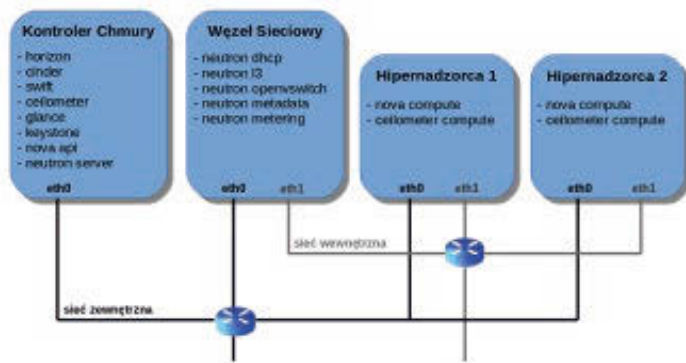 Kontroler Chmury
- horizon
- cinder
- swift
- ceilometer
- glance
- keystone
- nova api
- neutron server
eth0
Węzeł Sieciowy
- neutron dhcp
- neutron l3
- neutron openvswitch
- neutron metadata
- neutron metering
eth0 eth1
Hipernadzorca 1
- nova compute
- ceilometer compute
eth0 eth1
Hipernadzorca 2
- nova compute
- ceilometer compute
eth0 eth1
sieć wewnętrzna
sieć zewnętrzna